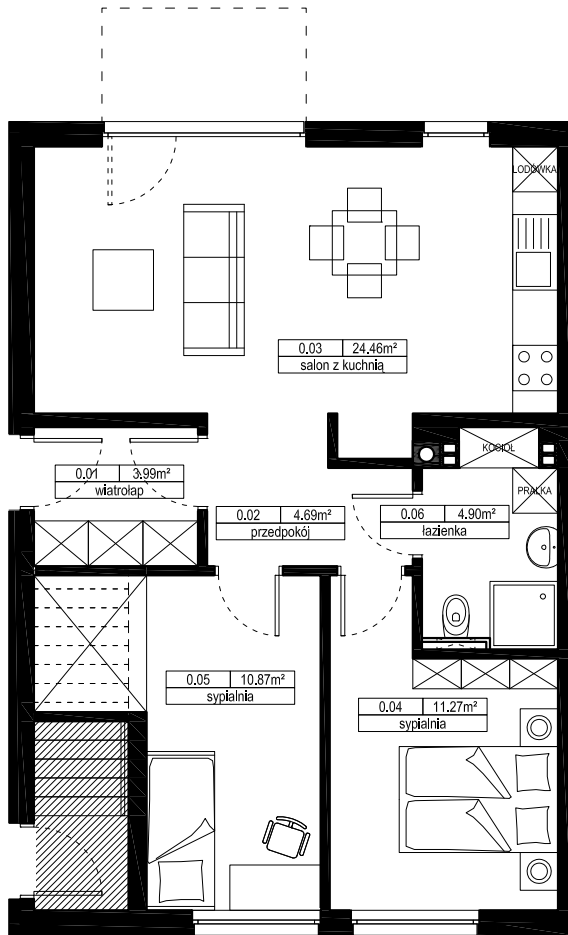 LODÓWKA
0.03 24.46m²
salon z kuchnią
KOCIOŁ
0.01 3.99m²
wiatrołap
PRALKA
0.02 4.69m²
przedpokój
0.06 4.90m²
łazienka
0.05 10.87m²
sypialnia
0.04 11.27m²
sypialnia